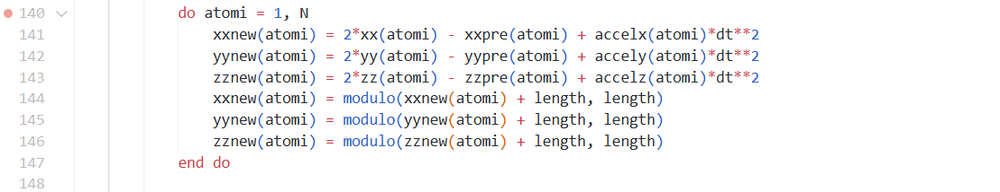 140 do atomi = 1, N
141 xxnew(atomi) = 2*xx(atomi) - xxpre(atomi) + accelx(atomi)*dt**2
142 yynew(atomi) = 2*yy(atomi) - yypre(atomi) + accely(atomi)*dt**2
143 zznew(atomi) = 2*zz(atomi) - zzpre(atomi) + accelz(atomi)*dt**2
144 xxnew(atomi) = modulo(xxnew(atomi) + length, length)
145 yynew(atomi) = modulo(yynew(atomi) + length, length)
146 zznew(atomi) = modulo(zznew(atomi) + length, length)
147 end do
148